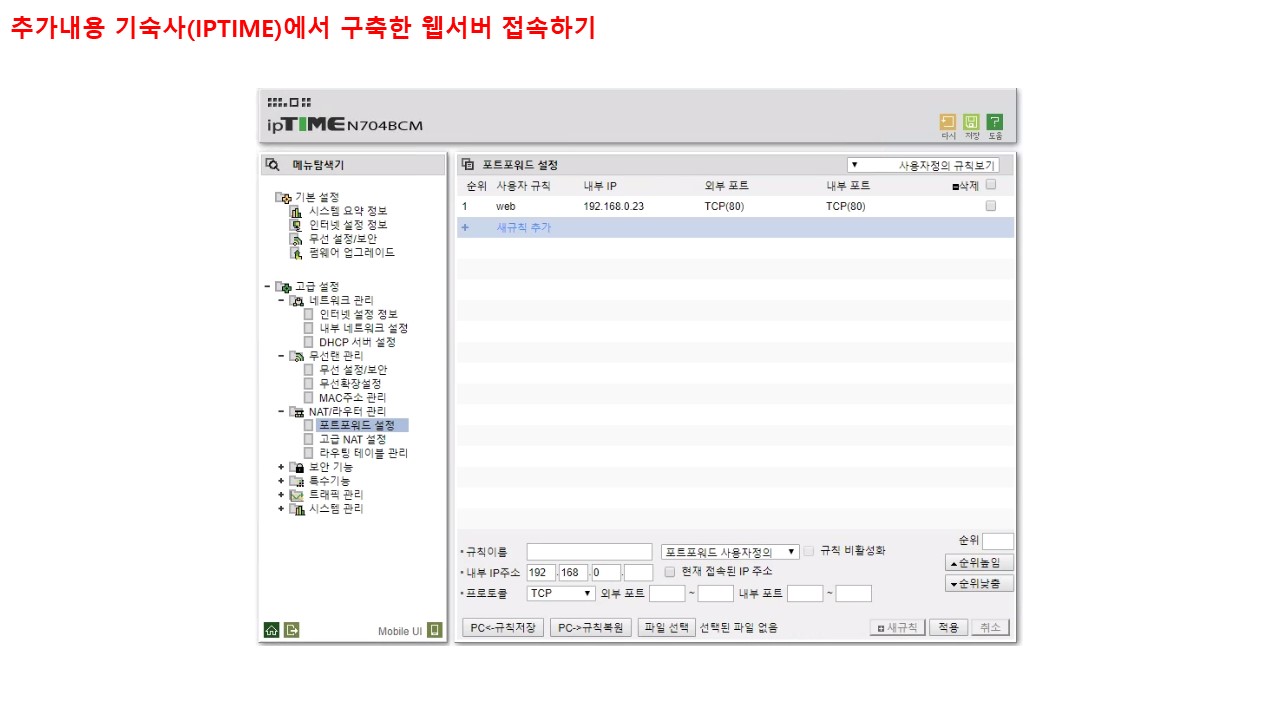 추가내용 기숙사(IPTIME)에서 구축한 웹서버 접속하기
ipTIME N704BCM
다시 저장 도움
메뉴탐색기
기본 설정
시스템 요약 정보
인터넷 설정 정보
무선 설정/보안
펌웨어 업그레이드
고급 설정
네트워크 관리
인터넷 설정 정보
내부 네트워크 설정
DHCP 서버 설정
무선랜 관리
무선 설정/보안
무선확장설정
MAC주소 관리
NAT/라우터 관리
포트포워드 설정
고급 NAT 설정
라우팅 테이블 관리
보안 기능
특수기능
트래픽 관리
시스템 관리
Mobile UI
포트포워드 설정 사용자정의 규칙보기
순위 사용자 규칙 내부 IP 외부 포트 내부 포트 삭제
1 web 192.168.0.23 TCP(80) TCP(80)
+ 새규칙 추가
순위
규칙이름 포트포워드 사용자정의 규칙 비활성화
▲순위높임
내부 IP주소 192 . 168 . 0 . 현재 접속된 IP 주소
▼순위낮춤
프로토콜 TCP 외부 포트 ~ 내부 포트 ~
PC<-규칙저장 PC->규칙복원 파일 선택 선택된 파일 없음 새규칙 적용 취소